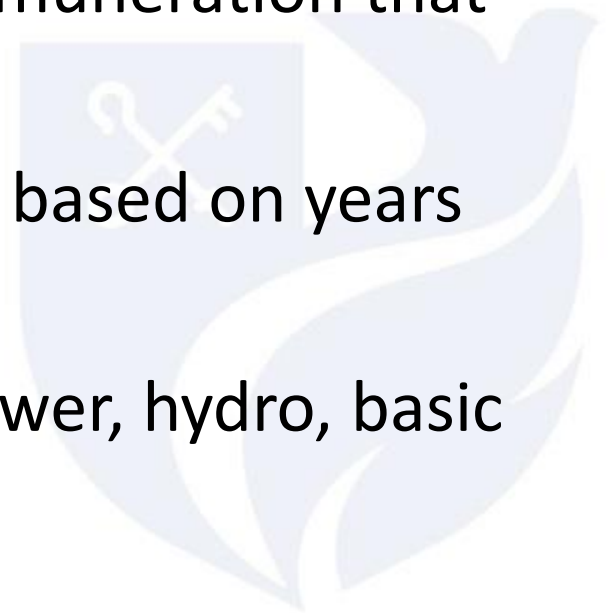 muneration that
based on years
wer, hydro, basic